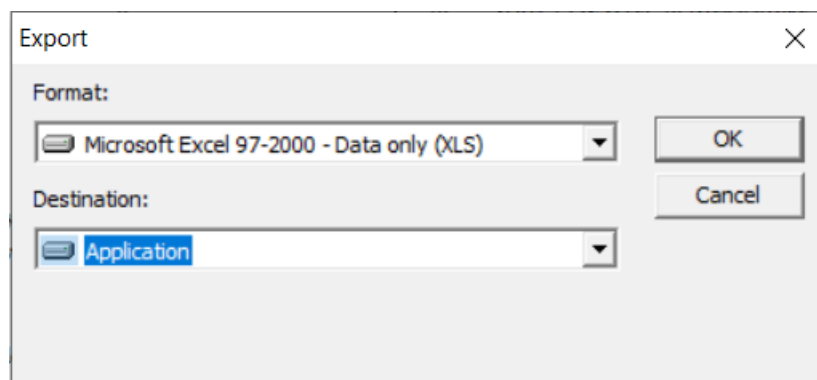 Export
Format:
Microsoft Excel 97-2000 - Data only (XLS)
OK
Destination:
Cancel
Application